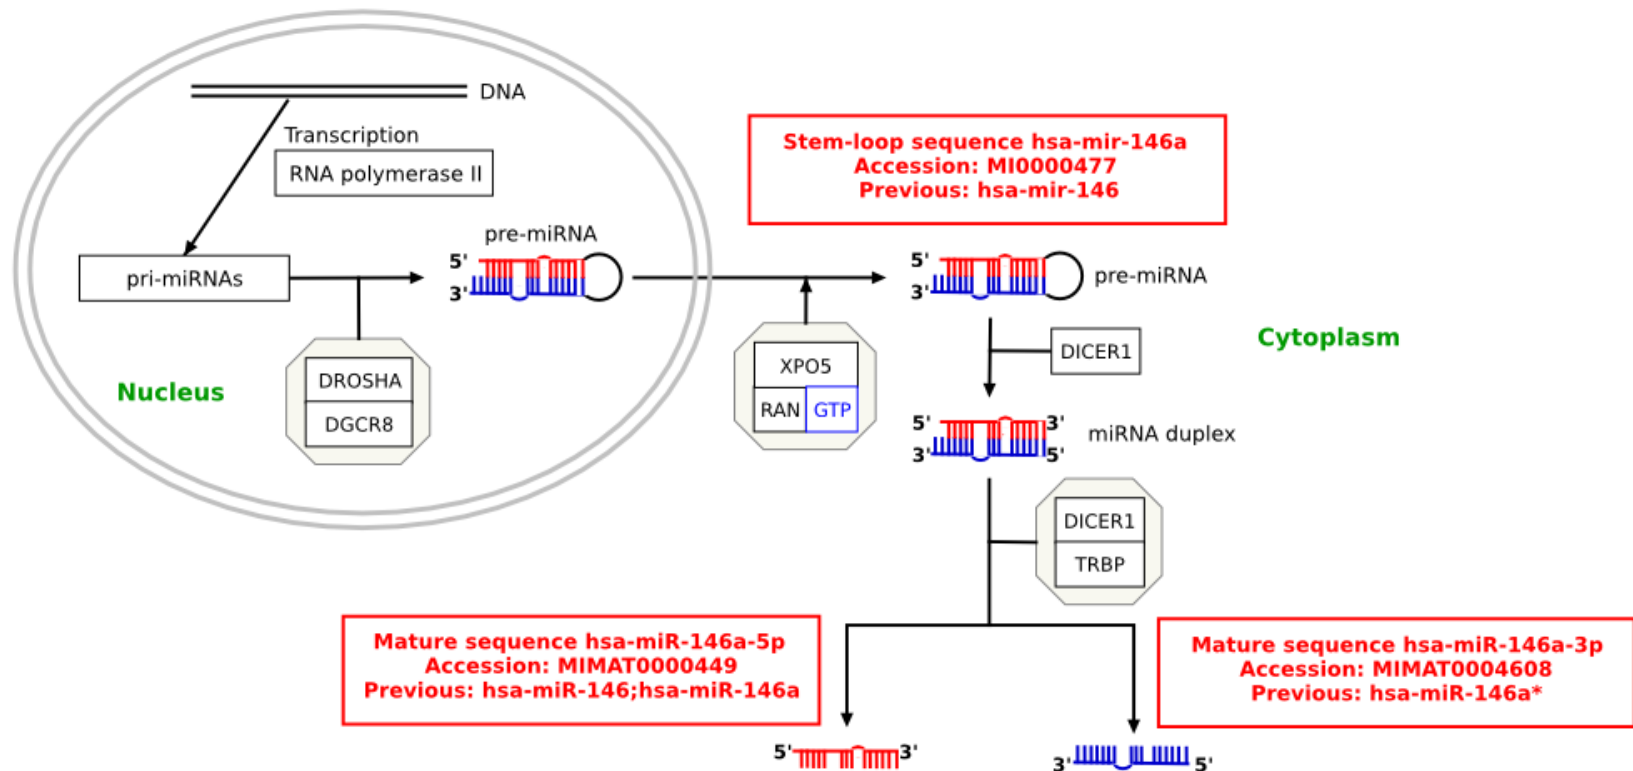 DNA
Transcription
RNA polymerase II
pri-miRNAs
pre-miRNA
5'
3'
DROSHA
DGCR8
Nucleus
Stem-loop sequence hsa-mir-146a
Accession: MI0000477
Previous: hsa-mir-146
XPO5
RAN GTP
5'
3'
pre-miRNA
DICER1
Cytoplasm
5' 3'
3' 5'
miRNA duplex
DICER1
TRBP
Mature sequence hsa-miR-146a-5p
Accession: MIMAT0000449
Previous: hsa-miR-146;hsa-miR-146a
Mature sequence hsa-miR-146a-3p
Accession: MIMAT0004608
Previous: hsa-miR-146a*
5' 3'
3' 5'